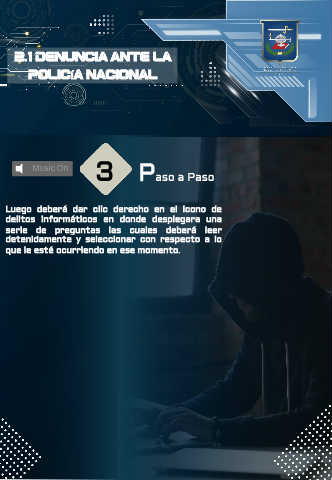 2.1 DENUNCIA ANTE LA
POLICÍA NACIONAL
Music On
3
Paso a Paso
Luego deberá dar clic derecho en el icono de
delitos informáticos en donde desplegara una
serie de preguntas las cuales deberá leer
detenidamente y seleccionar con respecto a lo
que le esté ocurriendo en ese momento.